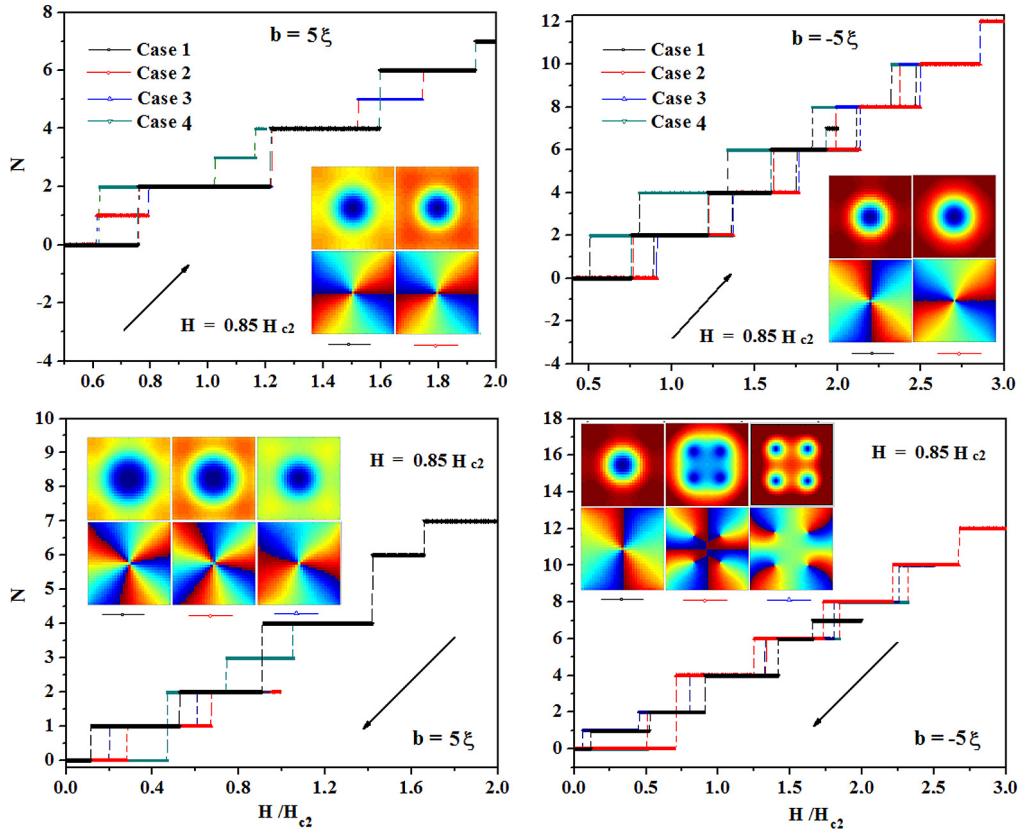 N
8
6
4
2
0
-2
-4
b = 5 ξ
Case 1
Case 2
Case 3
Case 4
H = 0.85 H c2
0.6 0.8 1.0 1.2 1.4 1.6 1.8 2.0
12
10
8
6
4
2
0
-2
-4
b = -5 ξ
Case 1
Case 2
Case 3
Case 4
H = 0.85 H c2
0.5 1.0 1.5 2.0 2.5 3.0
N
10
9
8
7
6
5
4
3
2
1
0
H = 0.85 H c2
b = 5 ξ
0.0 0.4 0.8 1.2 1.6 2.0
H /H c2
18
16
14
12
10
8
6
4
2
0
H = 0.85 H c2
b = -5 ξ
0.0 0.5 1.0 1.5 2.0 2.5 3.0
H /H c2